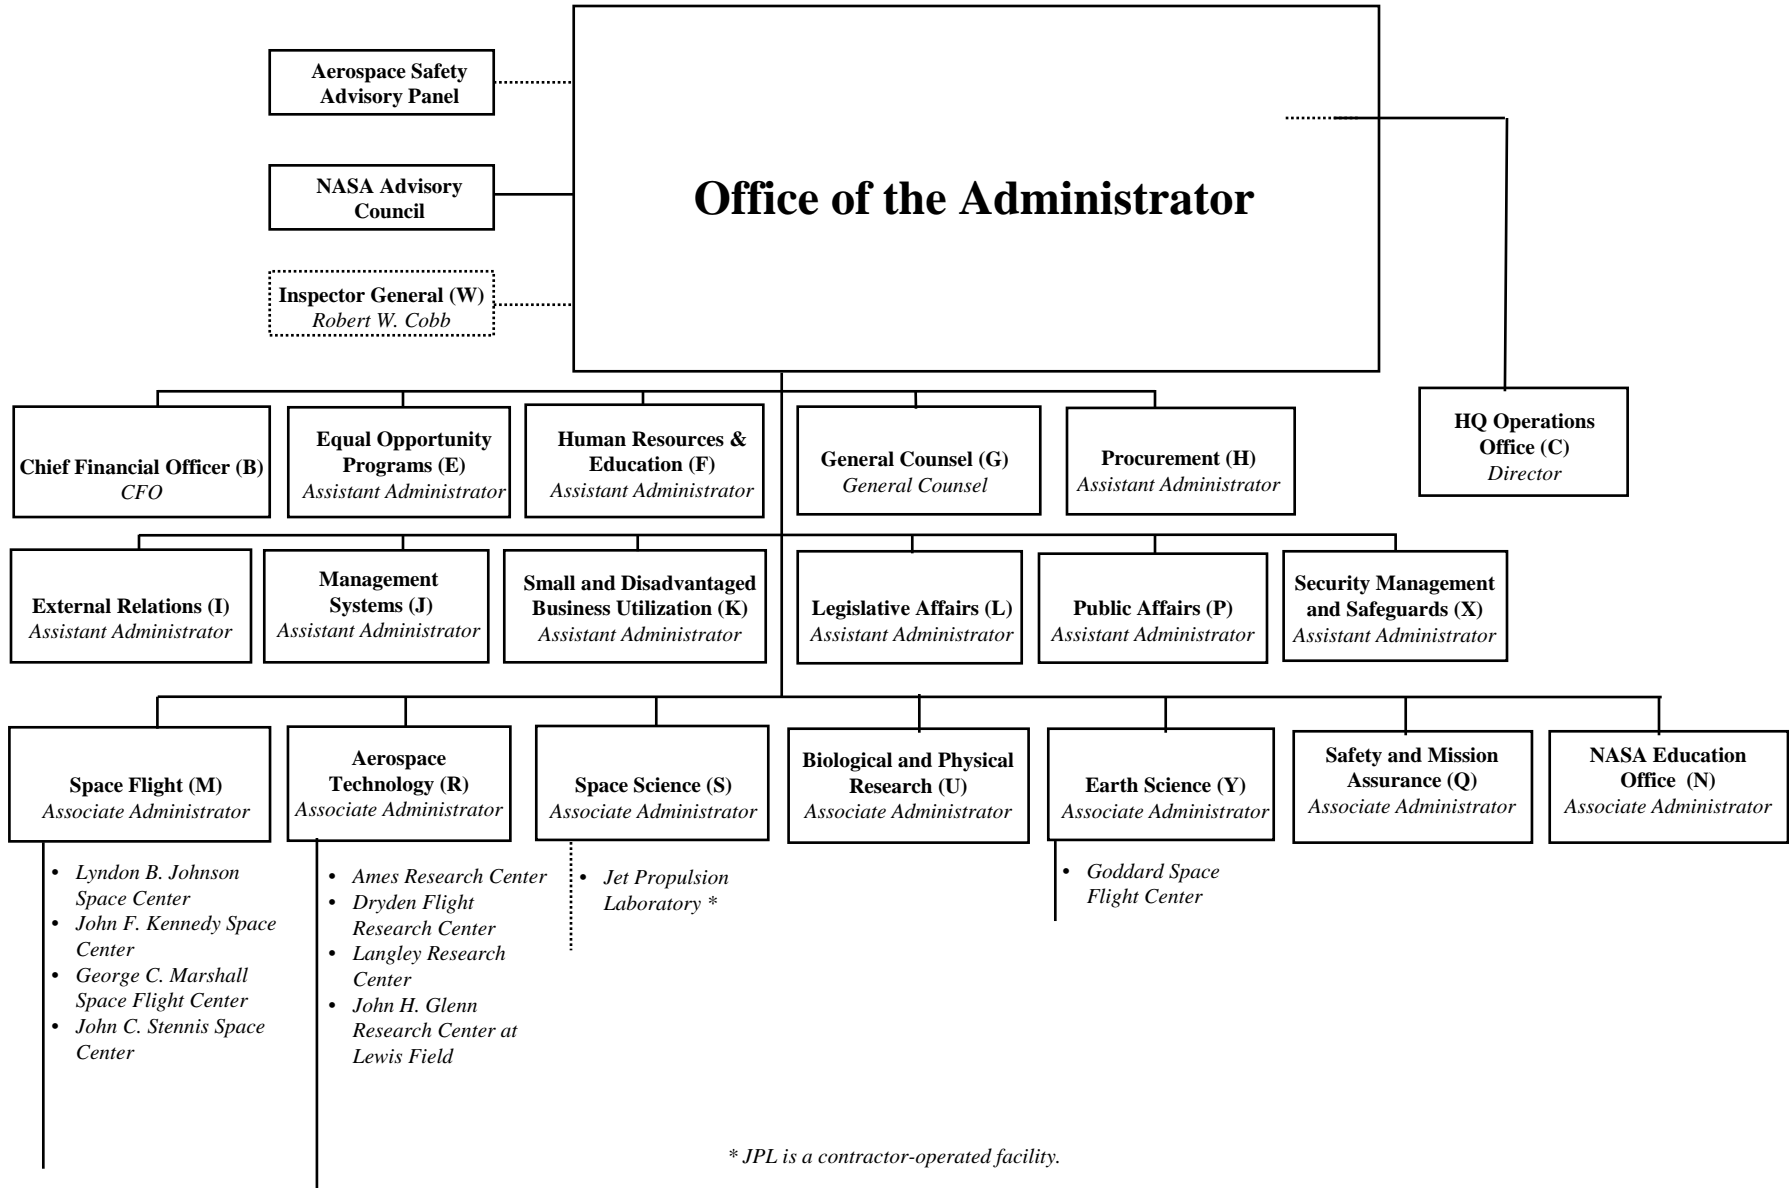 Aerospace Safety
Advisory Panel
NASA Advisory
Council
Inspector General (W)
Robert W. Cobb
Office of the Administrator
HQ Operations
Office (C)
Director
Chief Financial Officer (B)
CFO
Equal Opportunity
Programs (E)
Assistant Administrator
Human Resources &
Education (F)
Assistant Administrator
General Counsel (G)
General Counsel
Procurement (H)
Assistant Administrator
External Relations (I)
Assistant Administrator
Management
Systems (J)
Assistant Administrator
Small and Disadvantaged
Business Utilization (K)
Assistant Administrator
Legislative Affairs (L)
Assistant Administrator
Public Affairs (P)
Assistant Administrator
Security Management
and Safeguards (X)
Assistant Administrator
Space Flight (M)
Associate Administrator
• Lyndon B. Johnson
Space Center
• John F. Kennedy Space
Center
• George C. Marshall
Space Flight Center
• John C. Stennis Space
Center
Aerospace
Technology (R)
Associate Administrator
• Ames Research Center
• Dryden Flight
Research Center
• Langley Research
Center
• John H. Glenn
Research Center at
Lewis Field
Space Science (S)
Associate Administrator
• Jet Propulsion
Laboratory *
Biological and Physical
Research (U)
Associate Administrator
Earth Science (Y)
Associate Administrator
• Goddard Space
Flight Center
Safety and Mission
Assurance (Q)
Associate Administrator
NASA Education
Office (N)
Associate Administrator
* JPL is a contractor-operated facility.